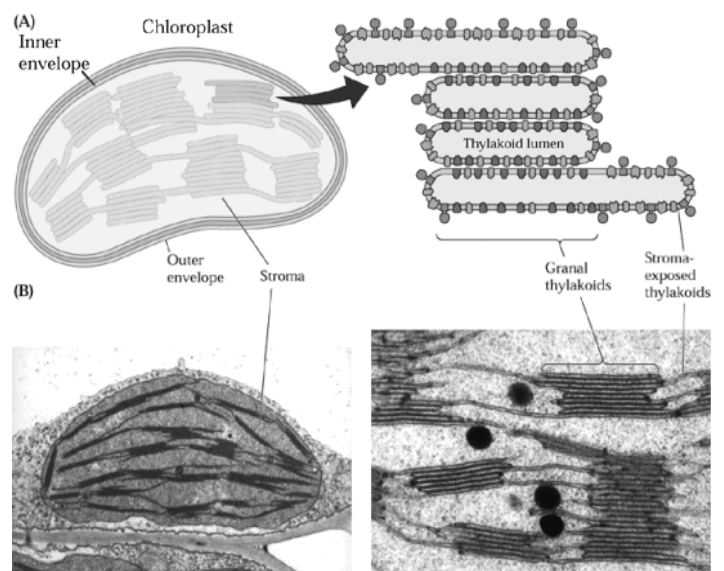 (A)
Chloroplast
Inner
envelope
Thylakoid lumen
Outer
envelope
Stroma
Granal
thylakoids
Stroma-
exposed
thylakoids
(B)